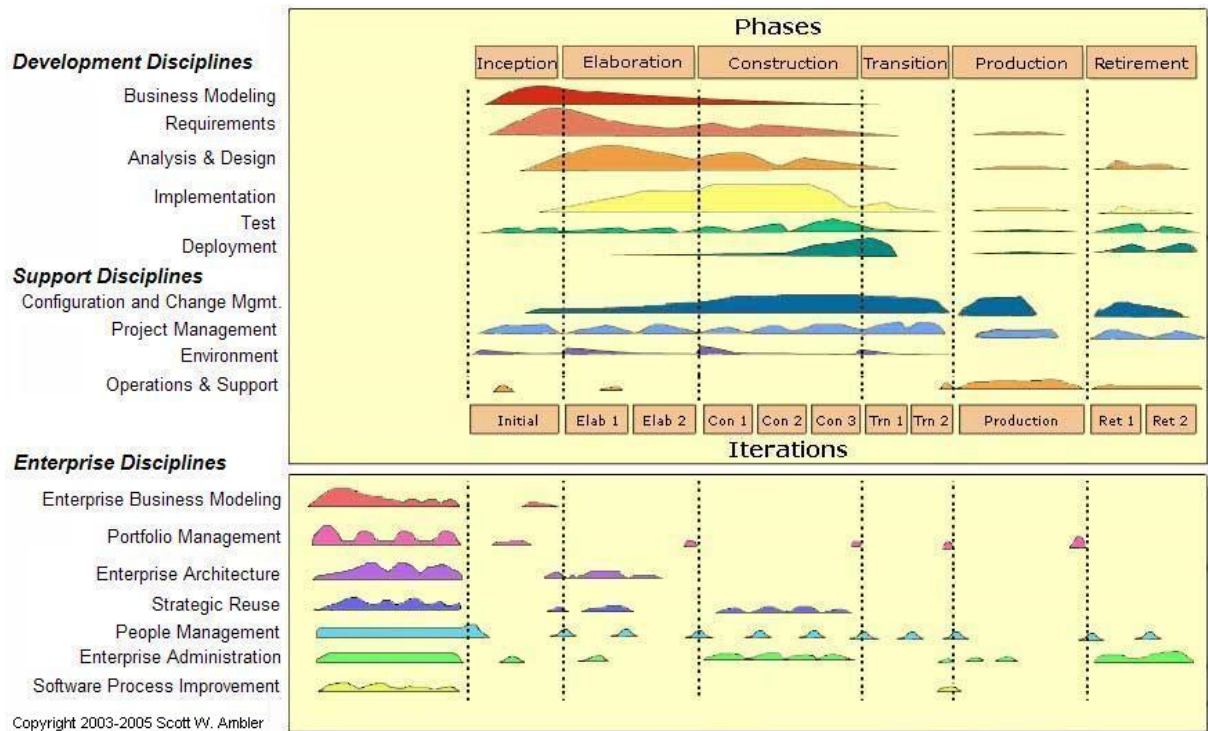 Phases
Development Disciplines
Inception Elaboration Construction Transition Production Retirement
Business Modeling
Requirements
Analysis & Design
Implementation
Test
Deployment
Support Disciplines
Configuration and Change Mgmt.
Project Management
Environment
Operations & Support
Initial Elab 1 Elab 2 Con 1 Con 2 Con 3 Trn 1 Trn 2 Production Ret 1 Ret 2
Iterations
Enterprise Disciplines
Enterprise Business Modeling
Portfolio Management
Enterprise Architecture
Strategic Reuse
People Management
Enterprise Administration
Software Process Improvement
Copyright 2003-2005 Scott W. Ambler